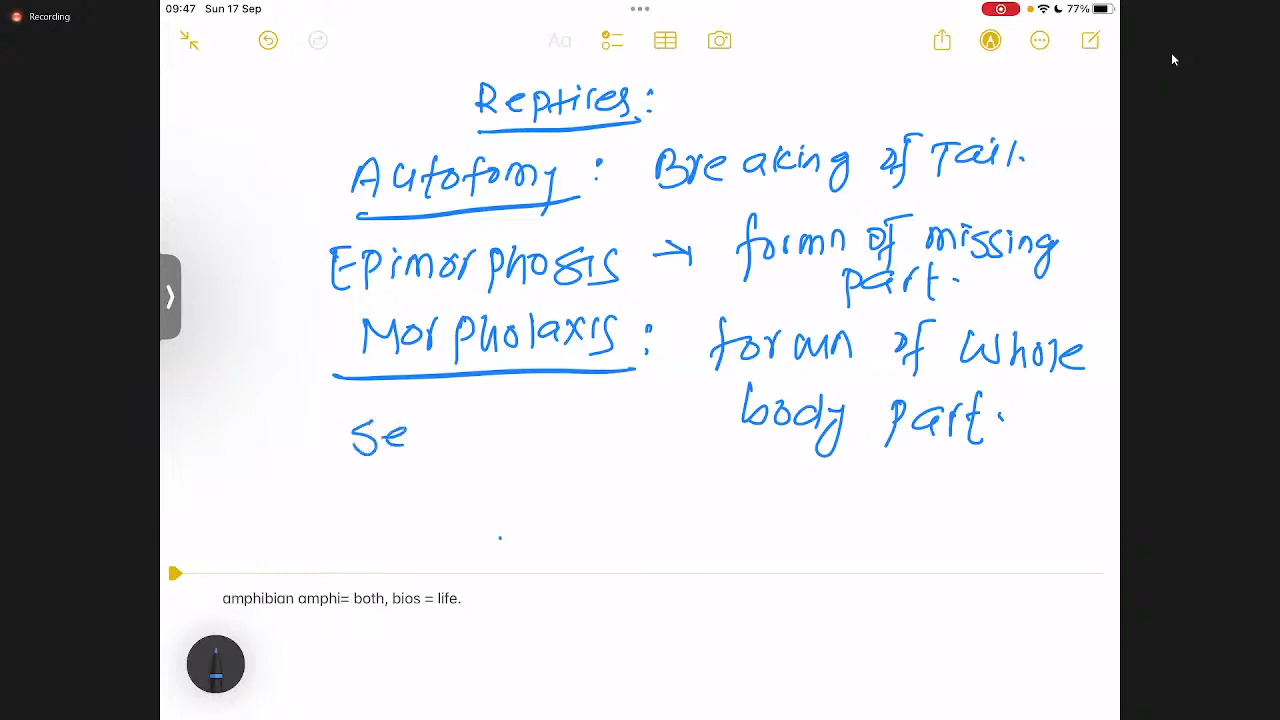 Recording
09:47 Sun 17 Sep
77%
Aa
Reptires:
Autotomy : Breaking of Tail.
Epimorphosis → formn of missing
part.
Morpholaxis : formn of whole
body part.
se
amphibian amphi= both, bios = life.